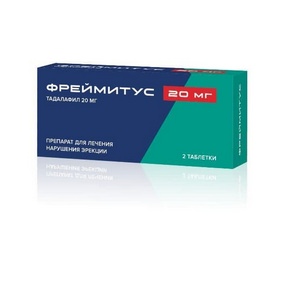 ФРЕЙМИТУС 20 МГ
ТАДАЛАФИЛ 20 МГ
ПРЕПАРАТ ДЛЯ ЛЕЧЕНИЯ
НАРУШЕНИЯ ЭРЕКЦИИ
2 ТАБЛЕТКИ